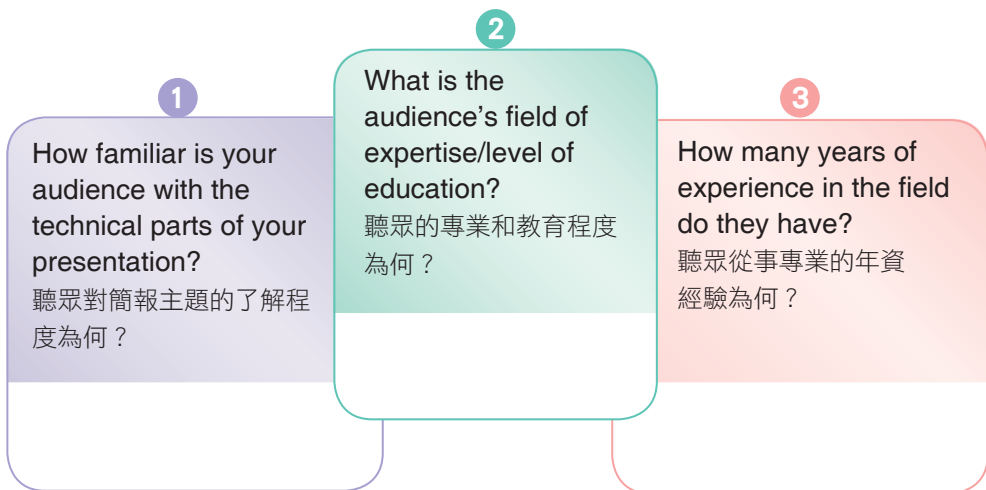 1
How familiar is your
audience with the
technical parts of your
presentation?
聽眾對簡報主題的了解程
度為何？
2
What is the
audience’s field of
expertise/level of
education?
聽眾的專業和教育程度
為何？
3
How many years of
experience in the field
do they have?
聽眾從事專業的年資
經驗為何？